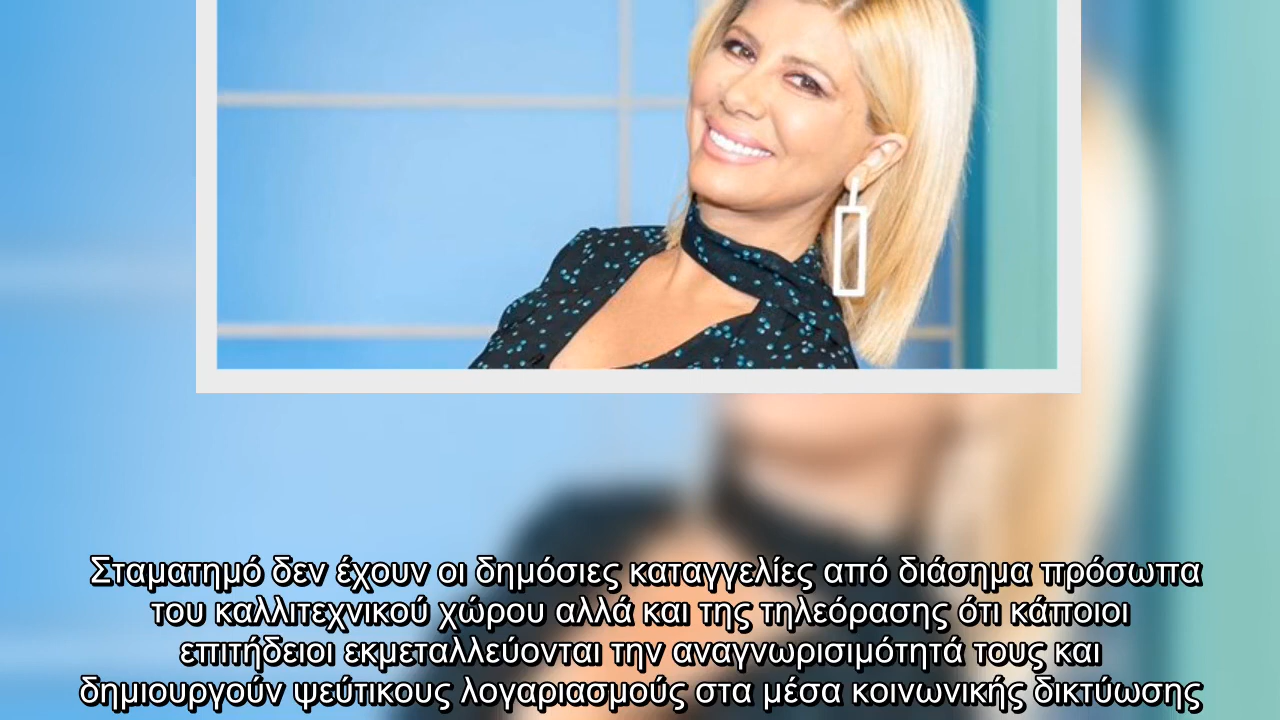 Σταματημό δεν έχουν οι δημόσιες καταγγελίες από διάσημα πρόσωπα
του καλλιτεχνικού χώρου αλλά και της τηλεόρασης ότι κάποιοι
επιτήδειοι εκμεταλλεύονται την αναγνωρισιμότητά τους και
δημιουργούν ψεύτικους λογαριασμούς στα μέσα κοινωνικής δικτύωσης